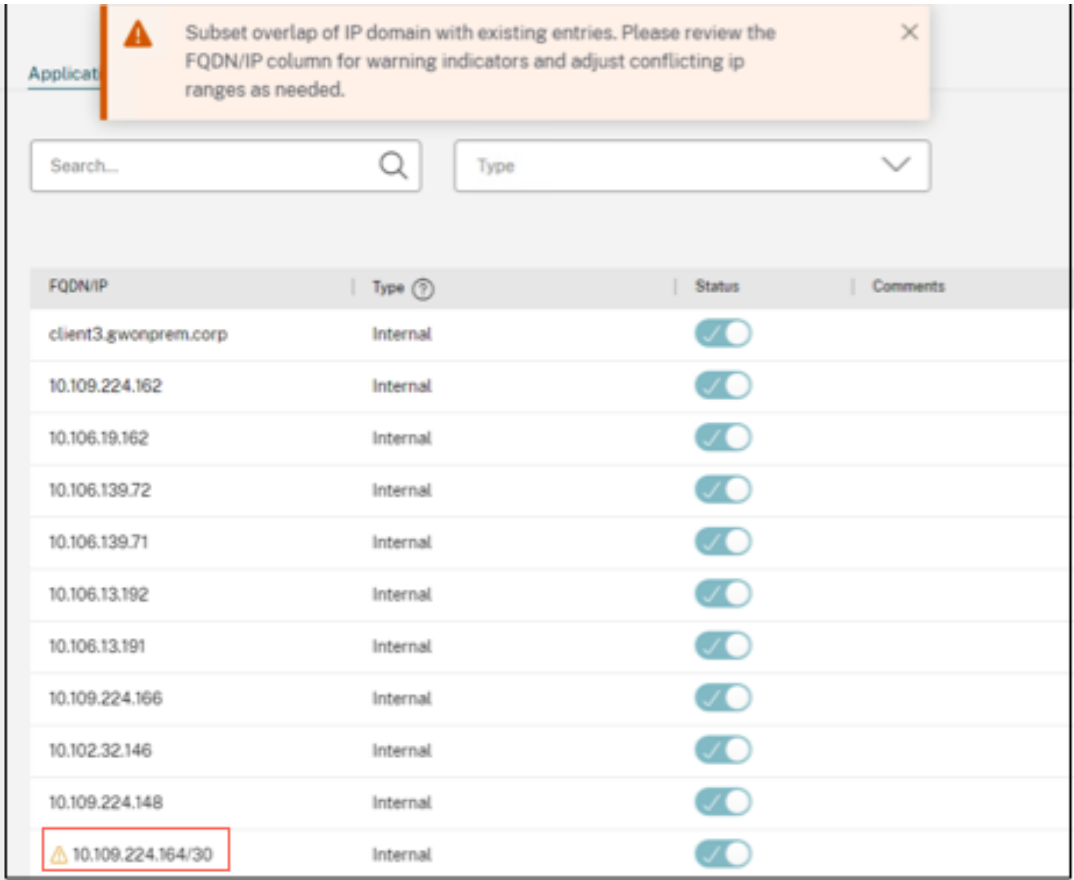 Subset overlap of IP domain with existing entries. Please review the
FQDN/IP column for warning indicators and adjust conflicting ip
ranges as needed.
Applicati
Search...
Type
FQDN/IP Type ? Status Comments
client3.gwonprem.corp Internal
10.109.224.162 Internal
10.106.19.162 Internal
10.106.139.72 Internal
10.106.139.71 Internal
10.106.13.192 Internal
10.106.13.191 Internal
10.109.224.166 Internal
10.102.32.146 Internal
10.109.224.148 Internal
10.109.224.164/30 Internal